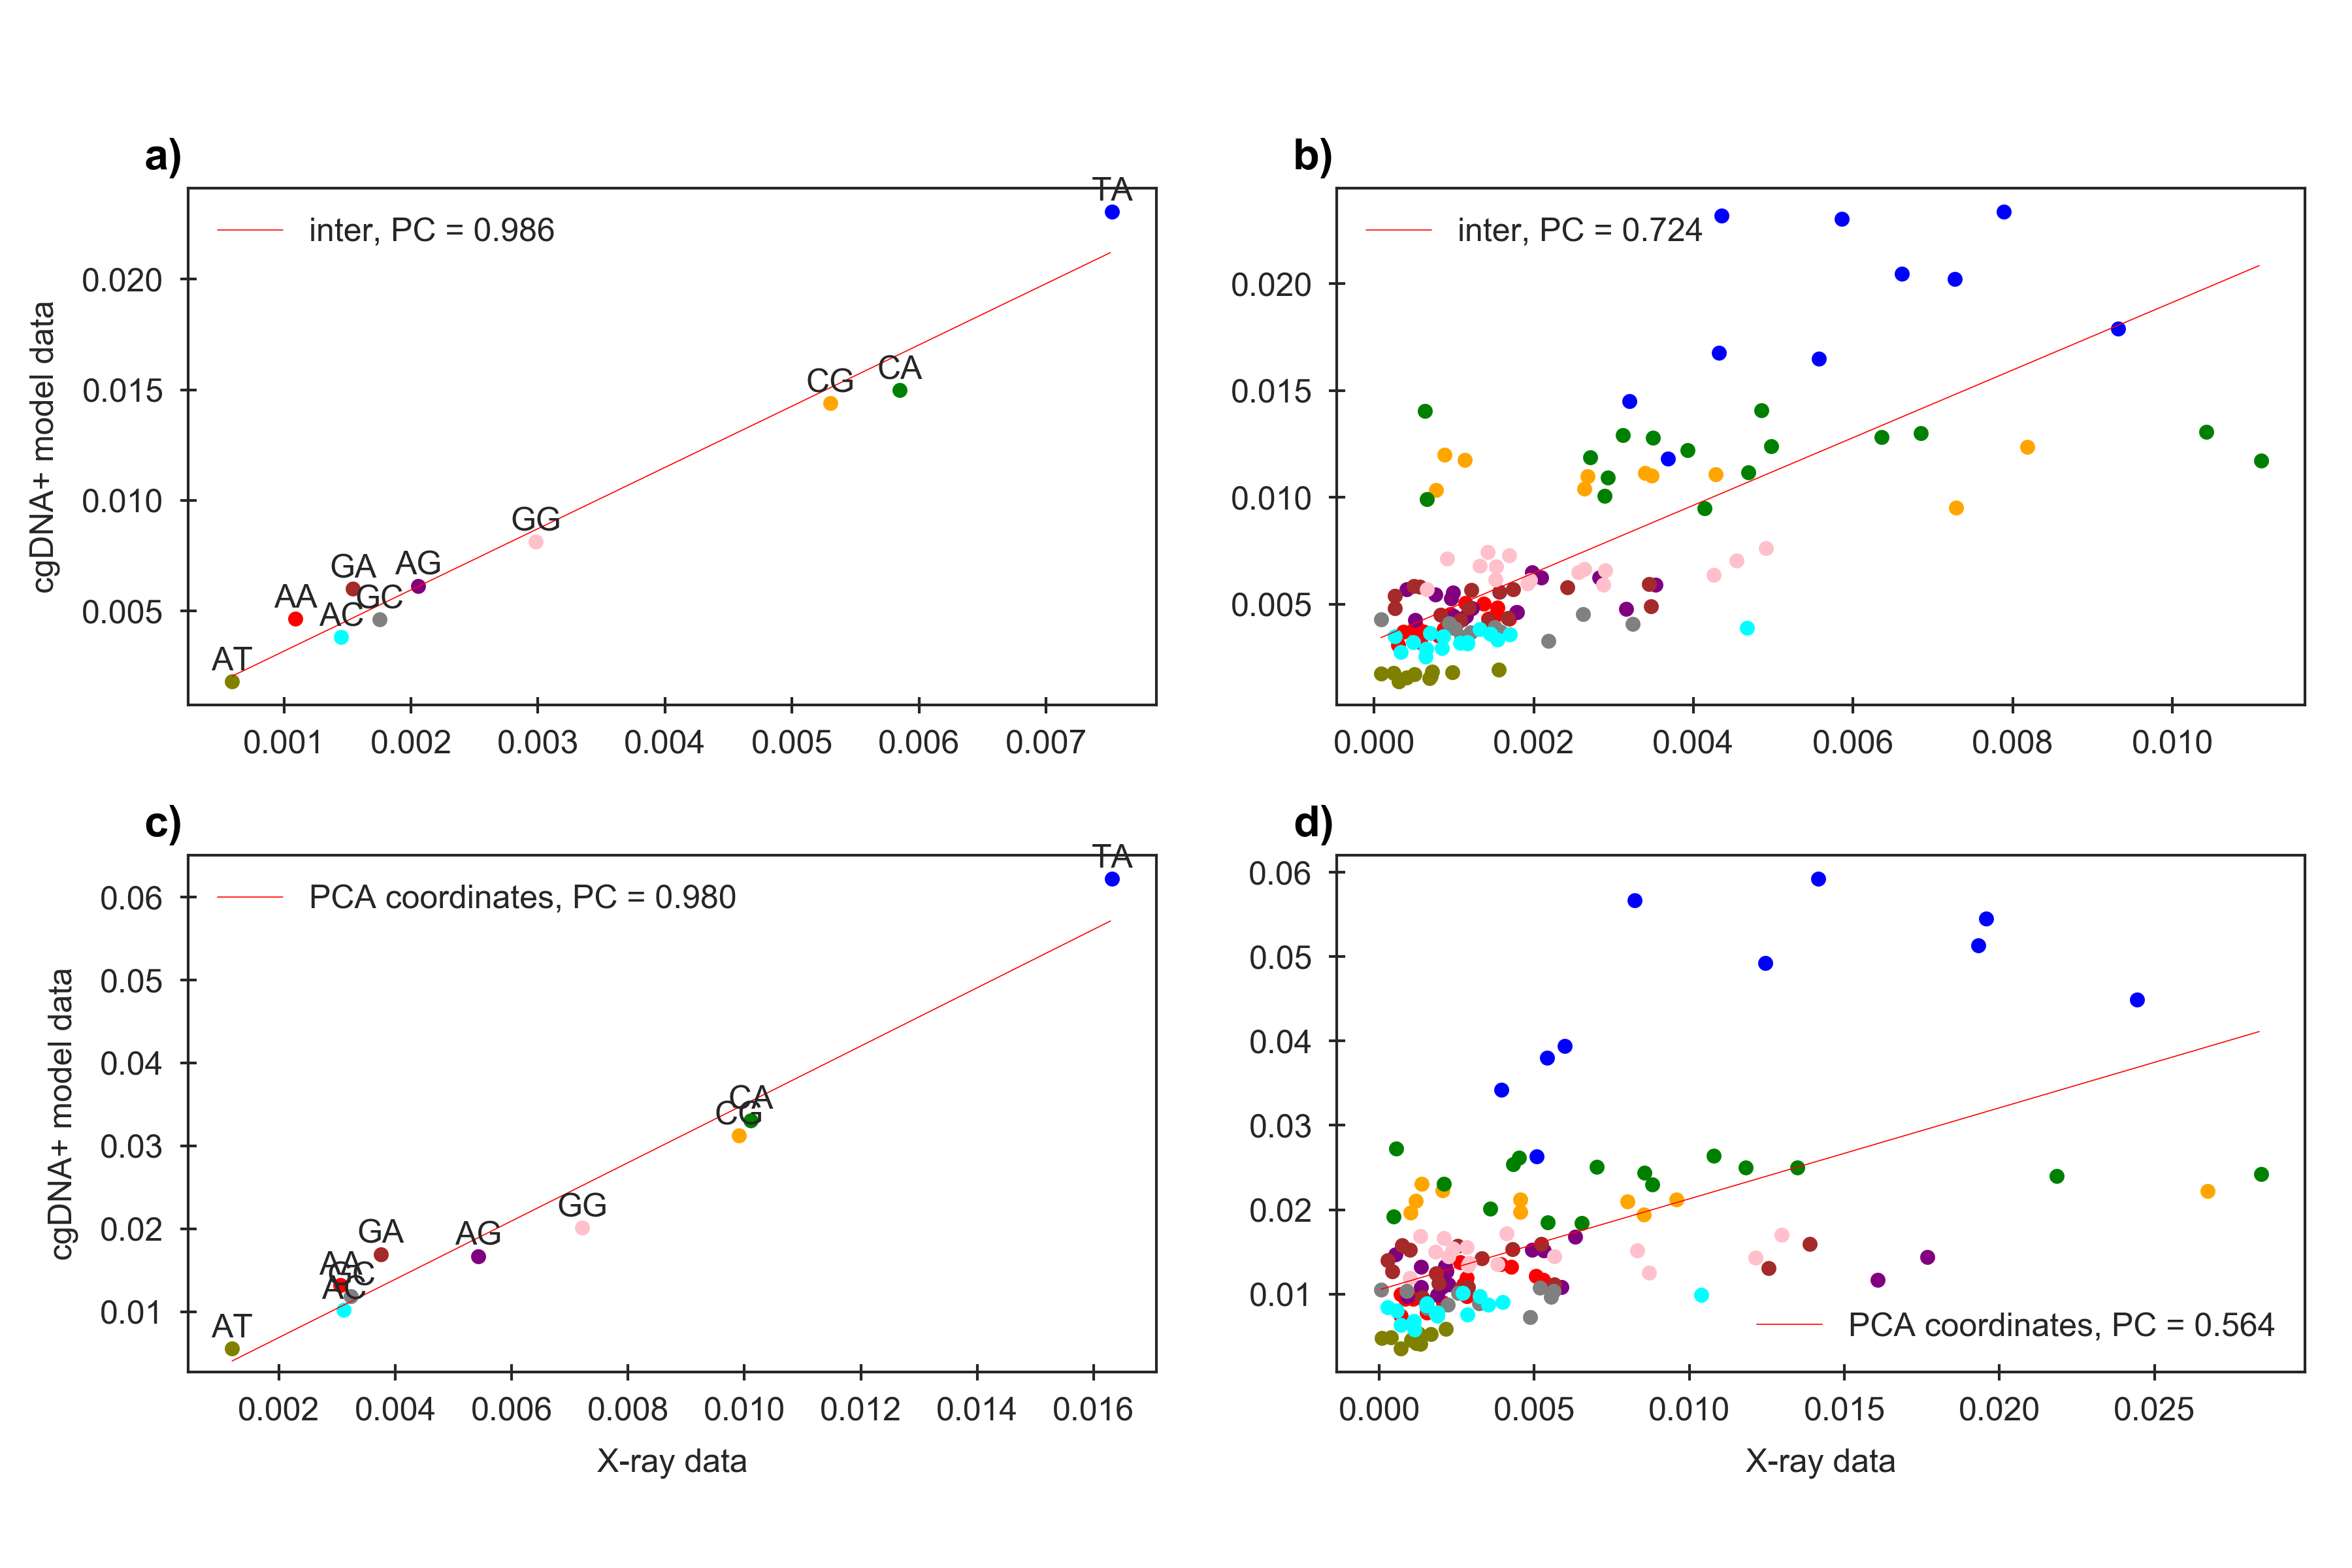 a)
b)
TA
inter, PC = 0.986
inter, PC = 0.724
0.020
0.015
0.010
0.005
cgDNA+ model data
CG
CA
GG
GA
AG
AA
GC
AC
AT
0.001 0.002 0.003 0.004 0.005 0.006 0.007
0.020
0.015
0.010
0.005
0.000 0.002 0.004 0.006 0.008 0.010
c)
d)
TA
PCA coordinates, PC = 0.980
0.06
0.05
0.04
0.03
0.02
0.01
cgDNA+ model data
CA
CG
GG
GA
AG
AA
GC
AC
AT
0.002 0.004 0.006 0.008 0.010 0.012 0.014 0.016
X-ray data
0.06
0.05
0.04
0.03
0.02
0.01
PCA coordinates, PC = 0.564
0.000 0.005 0.010 0.015 0.020 0.025
X-ray data